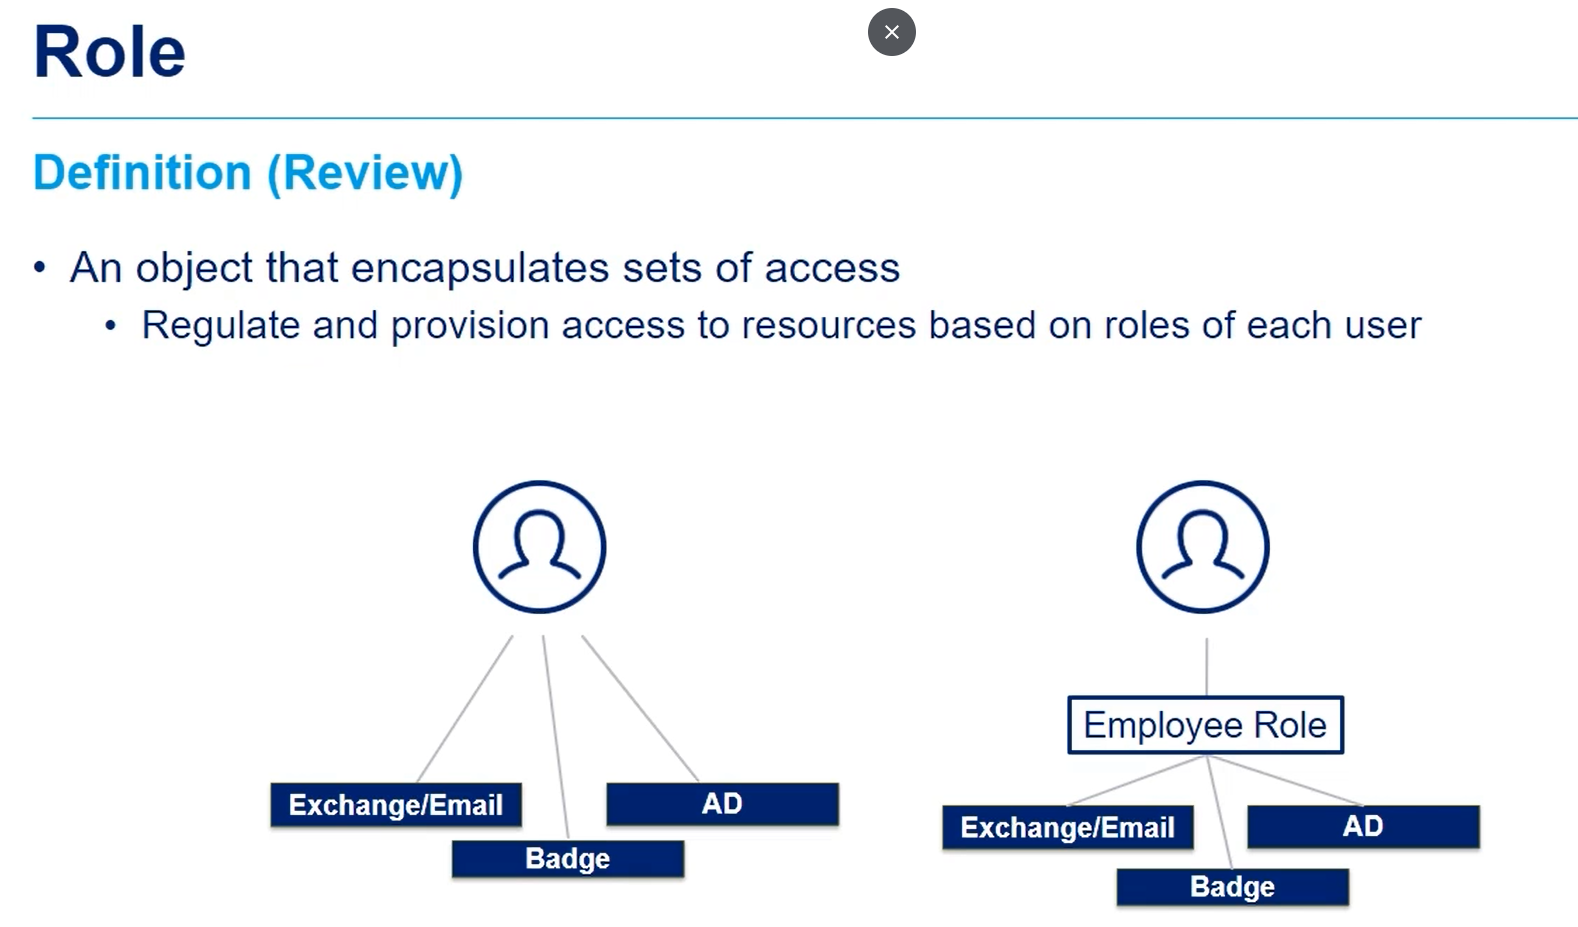 Role
Definition (Review)
• An object that encapsulates sets of access
• Regulate and provision access to resources based on roles of each user
Exchange/Email
AD
Badge
Employee Role
Exchange/Email
AD
Badge